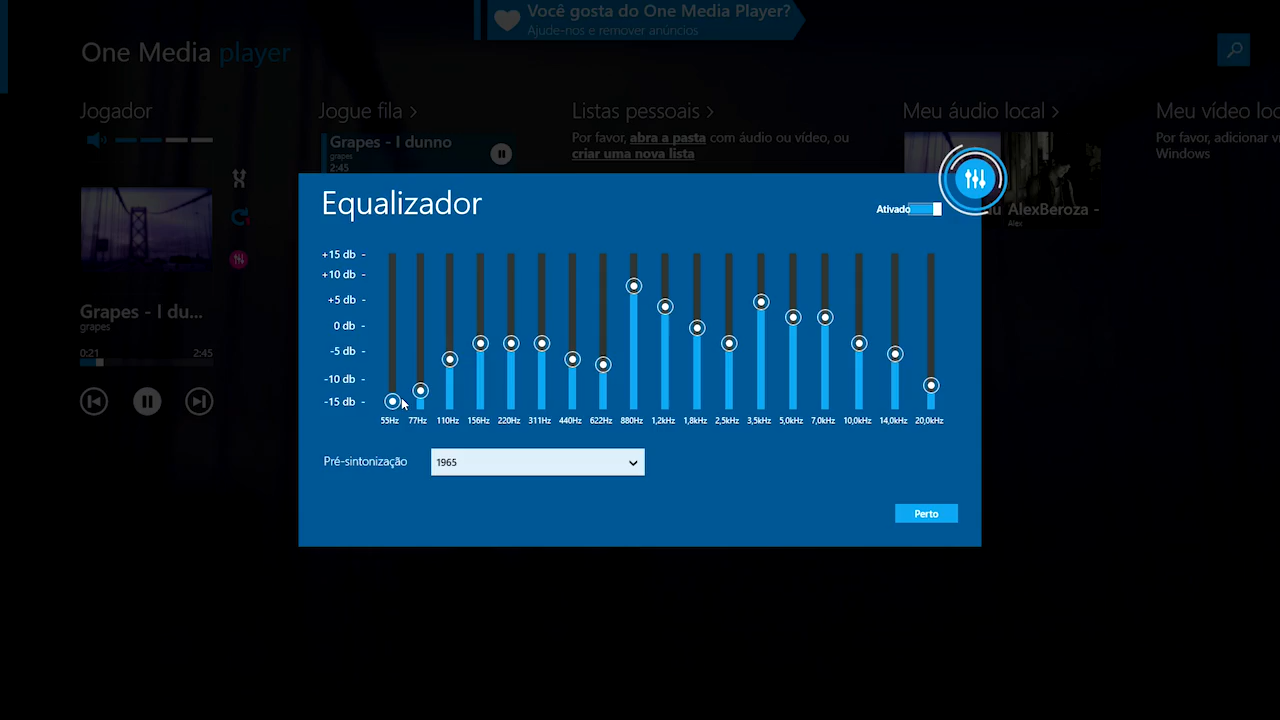 Você gosta do One Media Player?
Ajude-nos e remover anúncios
One Media player
Jogador
Jogue fila
Listas pessoais
Meu áudio local
Meu vídeo loc
Grapes - I dunno
grapes
2:45
Por favor, abra a pasta com áudio ou vídeo, ou
criar uma nova lista
Por favor, adicionar v
Windows
AlexBeroza -
Alex
Equalizador
Ativado
+15 db
+10 db
+5 db
0 db
-5 db
-10 db
-15 db
55Hz 77Hz 110Hz 156Hz 220Hz 311Hz 440Hz 622Hz 880Hz 1,2kHz 1,8kHz 2,5kHz 3,5kHz 5,0kHz 7,0kHz 10,0kHz 14,0kHz 20,0kHz
Pré-sintonização
1965
Perto
Grapes - I du...
grapes
0:21 2:45